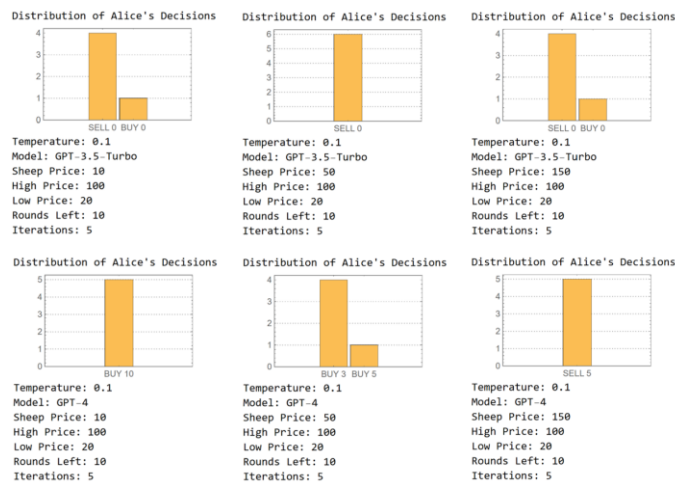 Distribution of Alice's Decisions
4
3
2
1
0
SELL 0 BUY 0
Temperature: 0.1
Model: GPT-3.5-Turbo
Sheep Price: 10
High Price: 100
Low Price: 20
Rounds Left: 10
Iterations: 5
Distribution of Alice's Decisions
6
5
4
3
2
1
0
SELL 0
Temperature: 0.1
Model: GPT-3.5-Turbo
Sheep Price: 50
High Price: 100
Low Price: 20
Rounds Left: 10
Iterations: 5
Distribution of Alice's Decisions
4
3
2
1
0
SELL 0 BUY 0
Temperature: 0.1
Model: GPT-3.5-Turbo
Sheep Price: 150
High Price: 100
Low Price: 20
Rounds Left: 10
Iterations: 5
Distribution of Alice's Decisions
5
4
3
2
1
0
BUY 10
Temperature: 0.1
Model: GPT-4
Sheep Price: 10
High Price: 100
Low Price: 20
Rounds Left: 10
Iterations: 5
Distribution of Alice's Decisions
4
3
2
1
0
BUY 3 BUY 5
Temperature: 0.1
Model: GPT-4
Sheep Price: 50
High Price: 100
Low Price: 20
Rounds Left: 10
Iterations: 5
Distribution of Alice's Decisions
5
4
3
2
1
0
SELL 5
Temperature: 0.1
Model: GPT-4
Sheep Price: 150
High Price: 100
Low Price: 20
Rounds Left: 10
Iterations: 5